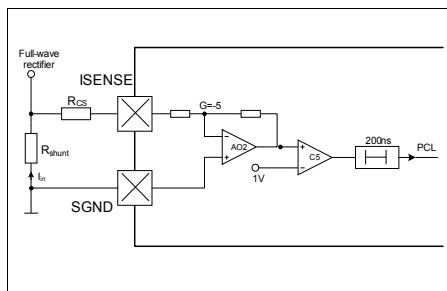 Full-wave
rectifier
ISENSE
RCS
G=-5
Rshunt
Iin
AO2
C5
1V
200ns
PCL
SGND